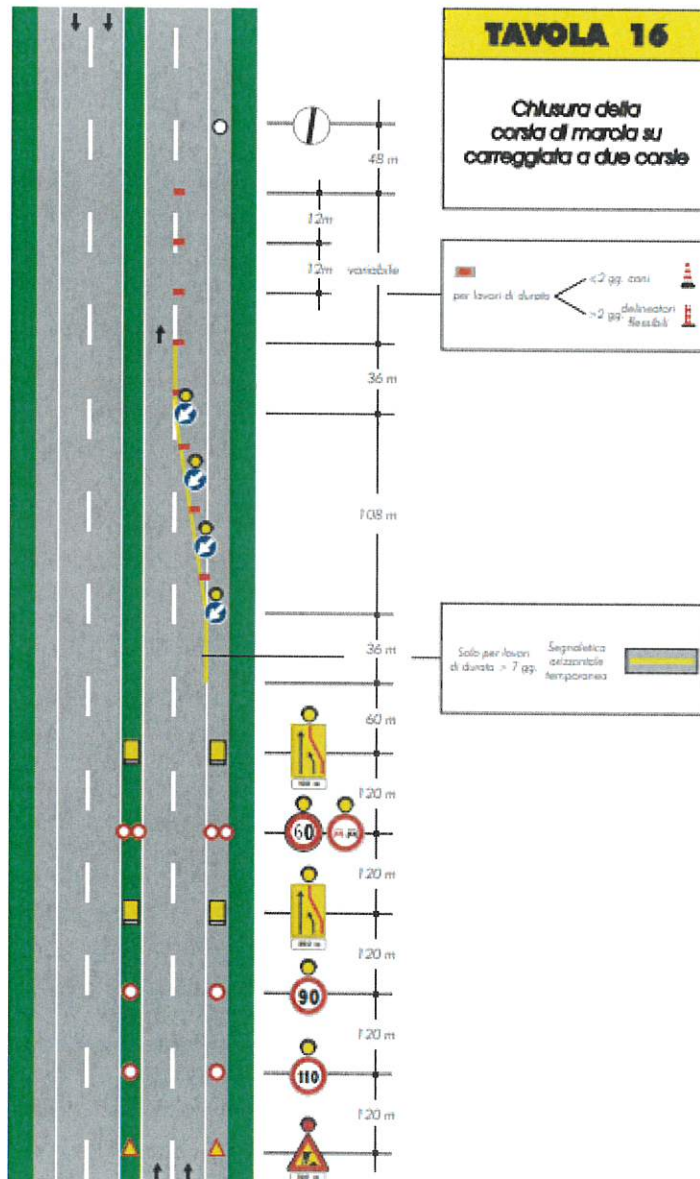 TAVOLA 16
Chiusura della
corsia di marcia su
carreggiata a due corsie
48 m
12m
12m
variabile
per lavori di durata
<2 gg. coni
>2 gg. delineatori
flessibili
36 m
108 m
36 m
Solo per lavori
di durata > 7 gg.
Segnaletica
orizzontale
temporanea
60 m
120 m
60
120 m
120 m
90
120 m
110
120 m